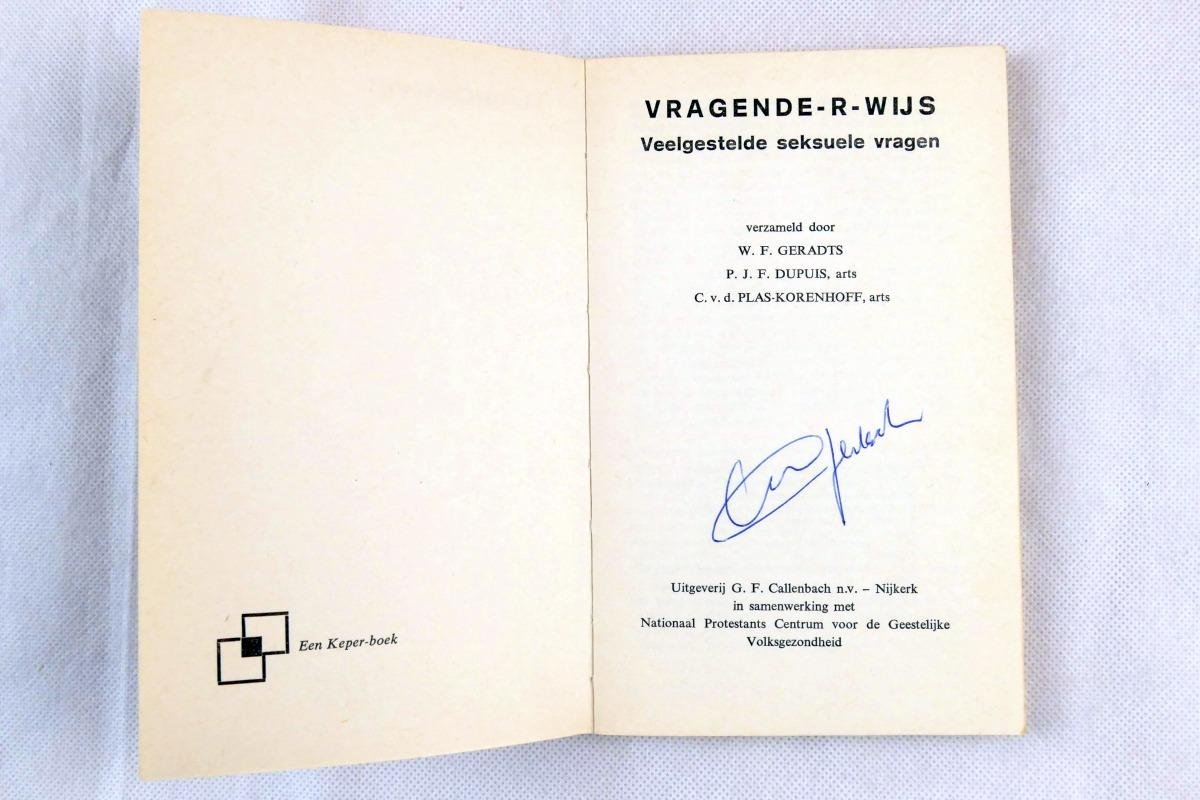 Een Keper-boek
VRAGENDE-R-WIJS
Veelgestelde seksuele vragen
verzameld door
W. F. GERADTS
P. J. F. DUPUIS, arts
C. v. d. PLAS-KORENHOFF, arts
Uitgeverij G. F. Callenbach n.v. – Nijkerk
in samenwerking met
Nationaal Protestants Centrum voor de Geestelijke
Volksgezondheid